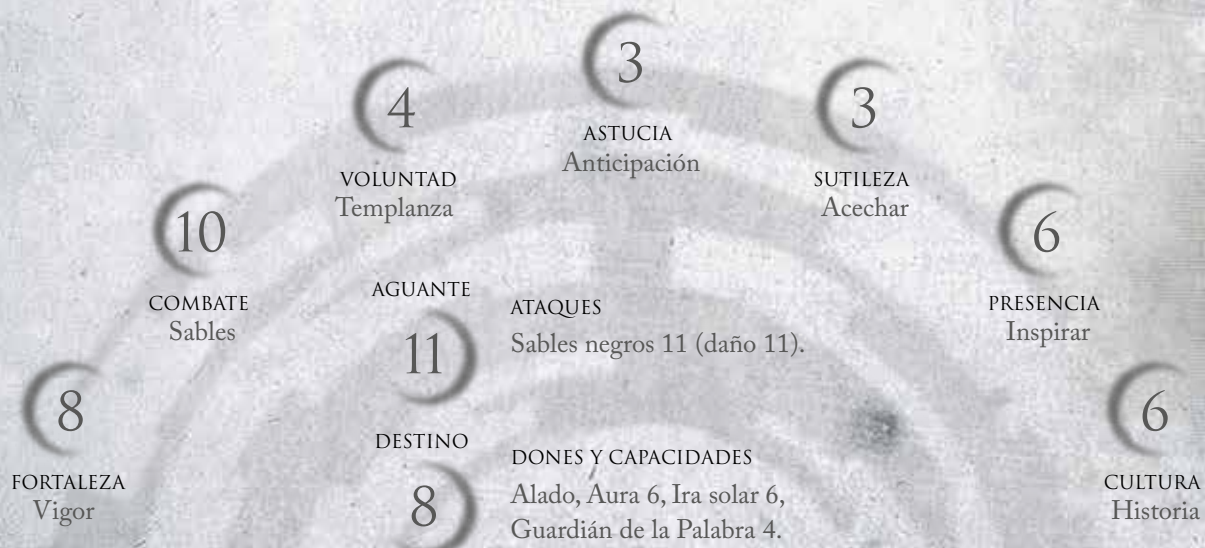 3
ASTUCIA
Anticipación
4
VOLUNTAD
Templanza
3
SUTILEZA
Acechar
10
COMBATE
Sables
6
PRESENCIA
Inspirar
8
FORTALEZA
Vigor
6
CULTURA
Historia
AGUANTE
11
ATAQUES
Sables negros 11 (daño 11).
DESTINO
8
DONES Y CAPACIDADES
Alado, Aura 6, Ira solar 6,
Guardián de la Palabra 4.